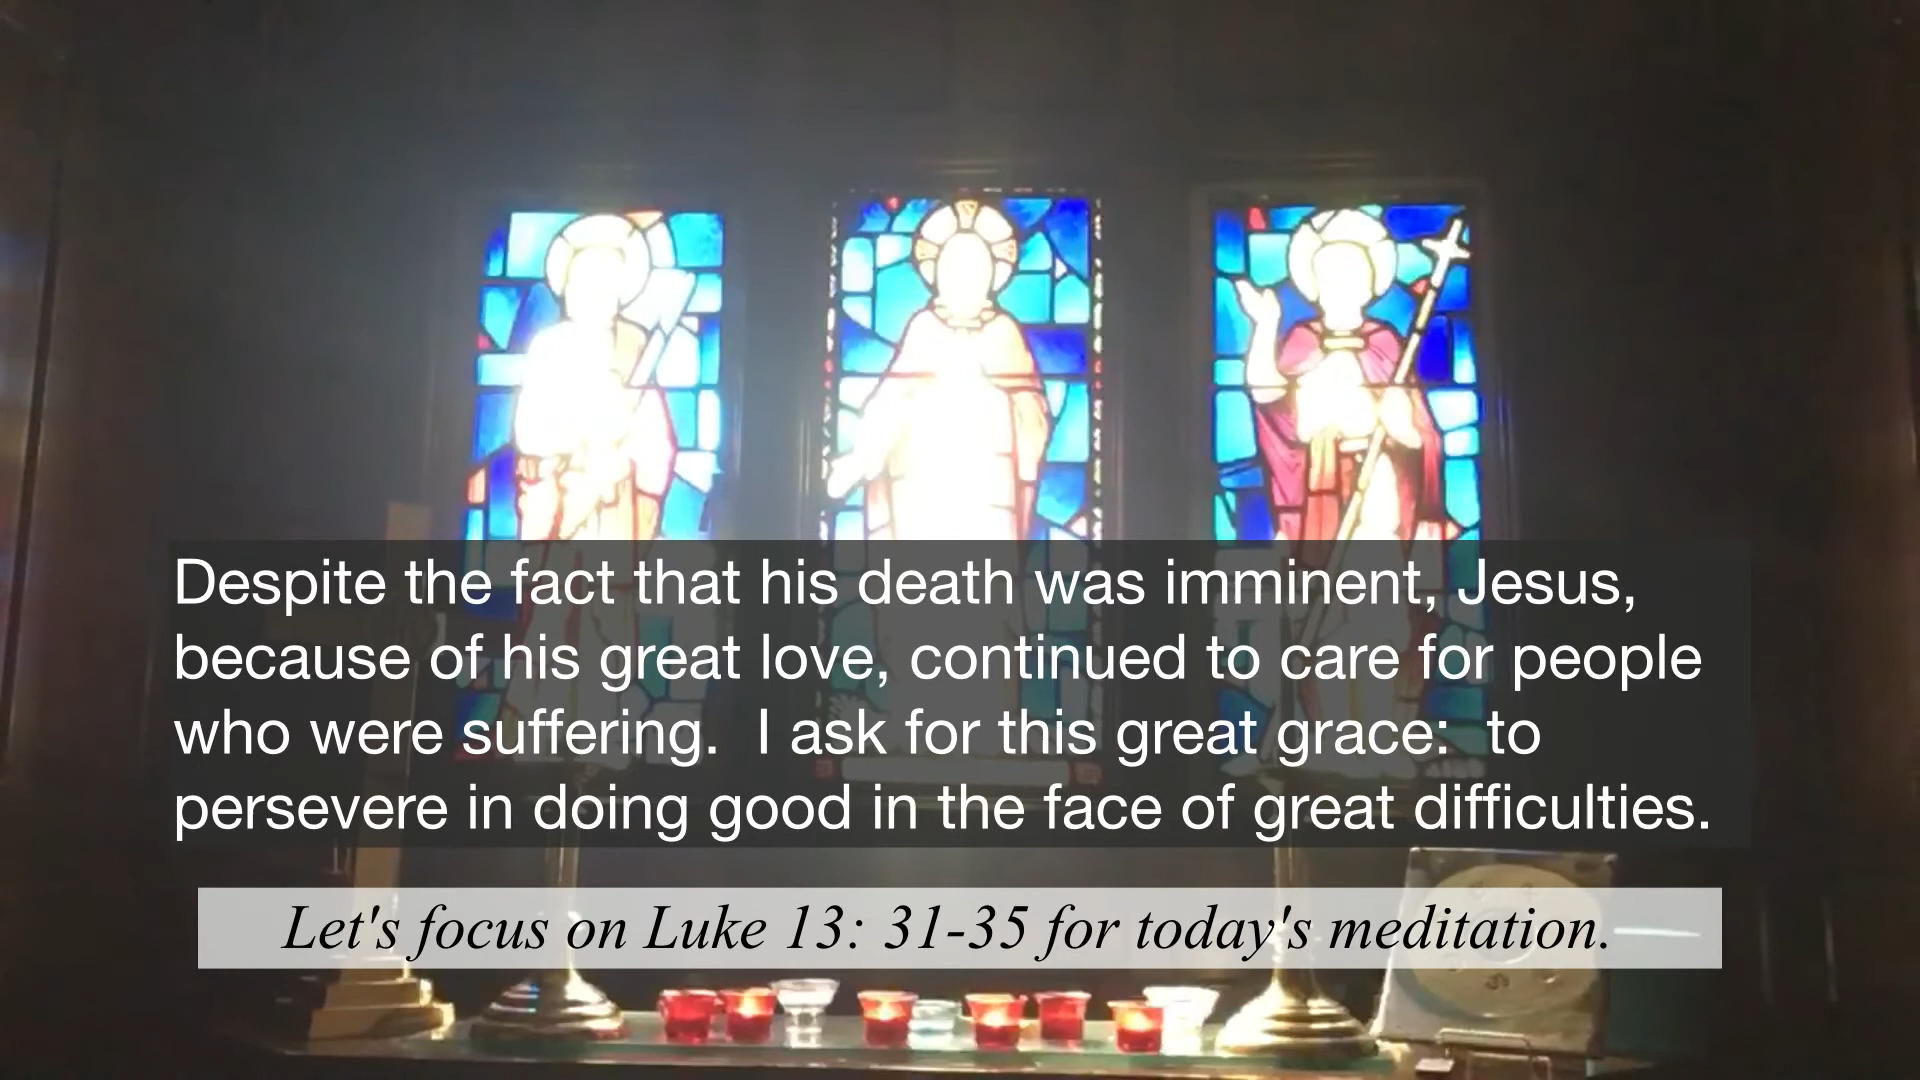 Despite the fact that his death was imminent, Jesus,
because of his great love, continued to care for people
who were suffering.  I ask for this great grace:  to
persevere in doing good in the face of great difficulties.
Let's focus on Luke 13: 31-35 for today's meditation.